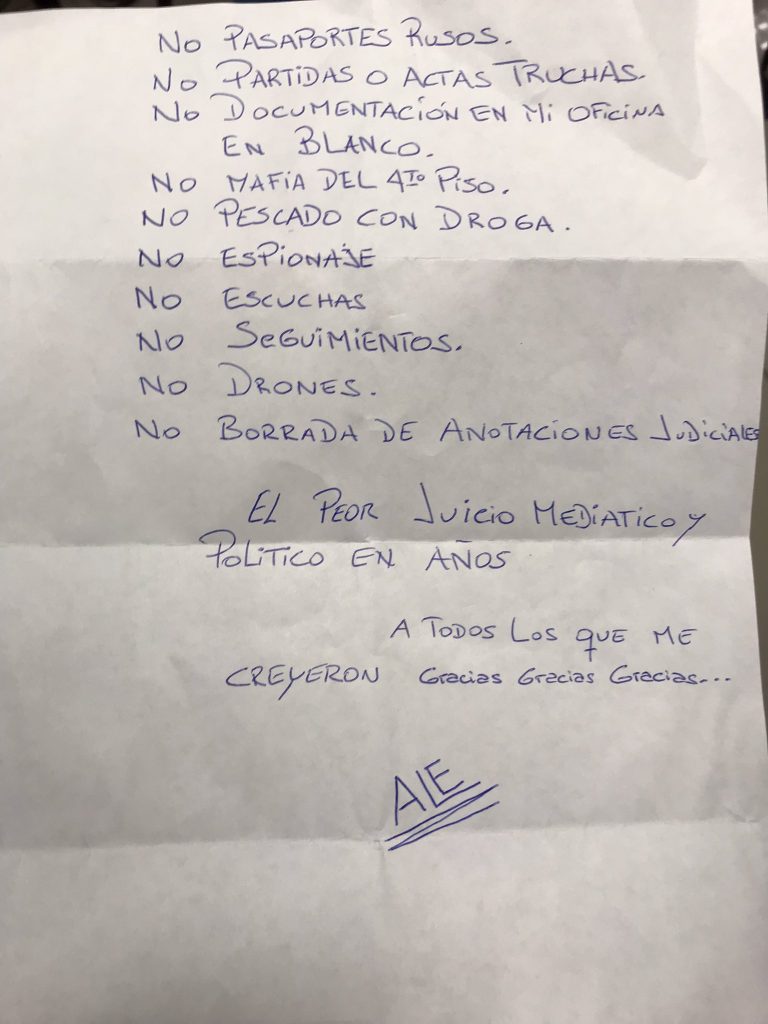 No PASAPORTES RUSOS.
No PARTIDAS O ACTAS TRUCHAS.
No DOCUMENTACIÓN EN Mi OFICINA
EN BLANCO.
NO MAFIA DEL 4TO PISO.
NO PESCADO CON DROGA.
NO ESPIONAJE
NO ESCUCHAS
NO SEGUIMIENTOS.
NO DRONES.
NO BORRADA DE ANOTACIONES JUDICIALES
EL PEOR JUICIO MEDIATICO Y
POLITICO EN AÑOS
A TODOS LOS QUE ME
CREYERON Gracias Gracias Gracias...
ALE